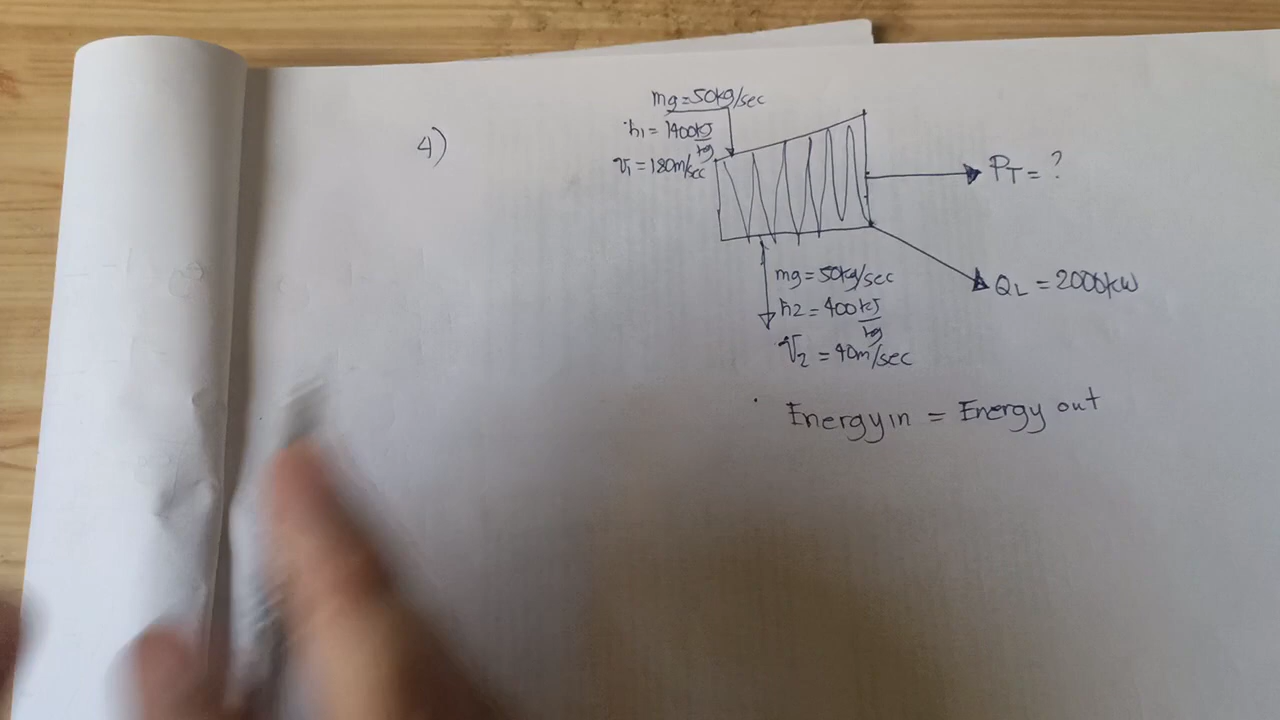 4)
mg=50kg/sec
h1=1400kJ/kg
V1=180m/sec
PT=?
QL=2000kW
mg=50kg/sec
h2=400kJ/kg
V2=40m/sec
Energy in = Energy out